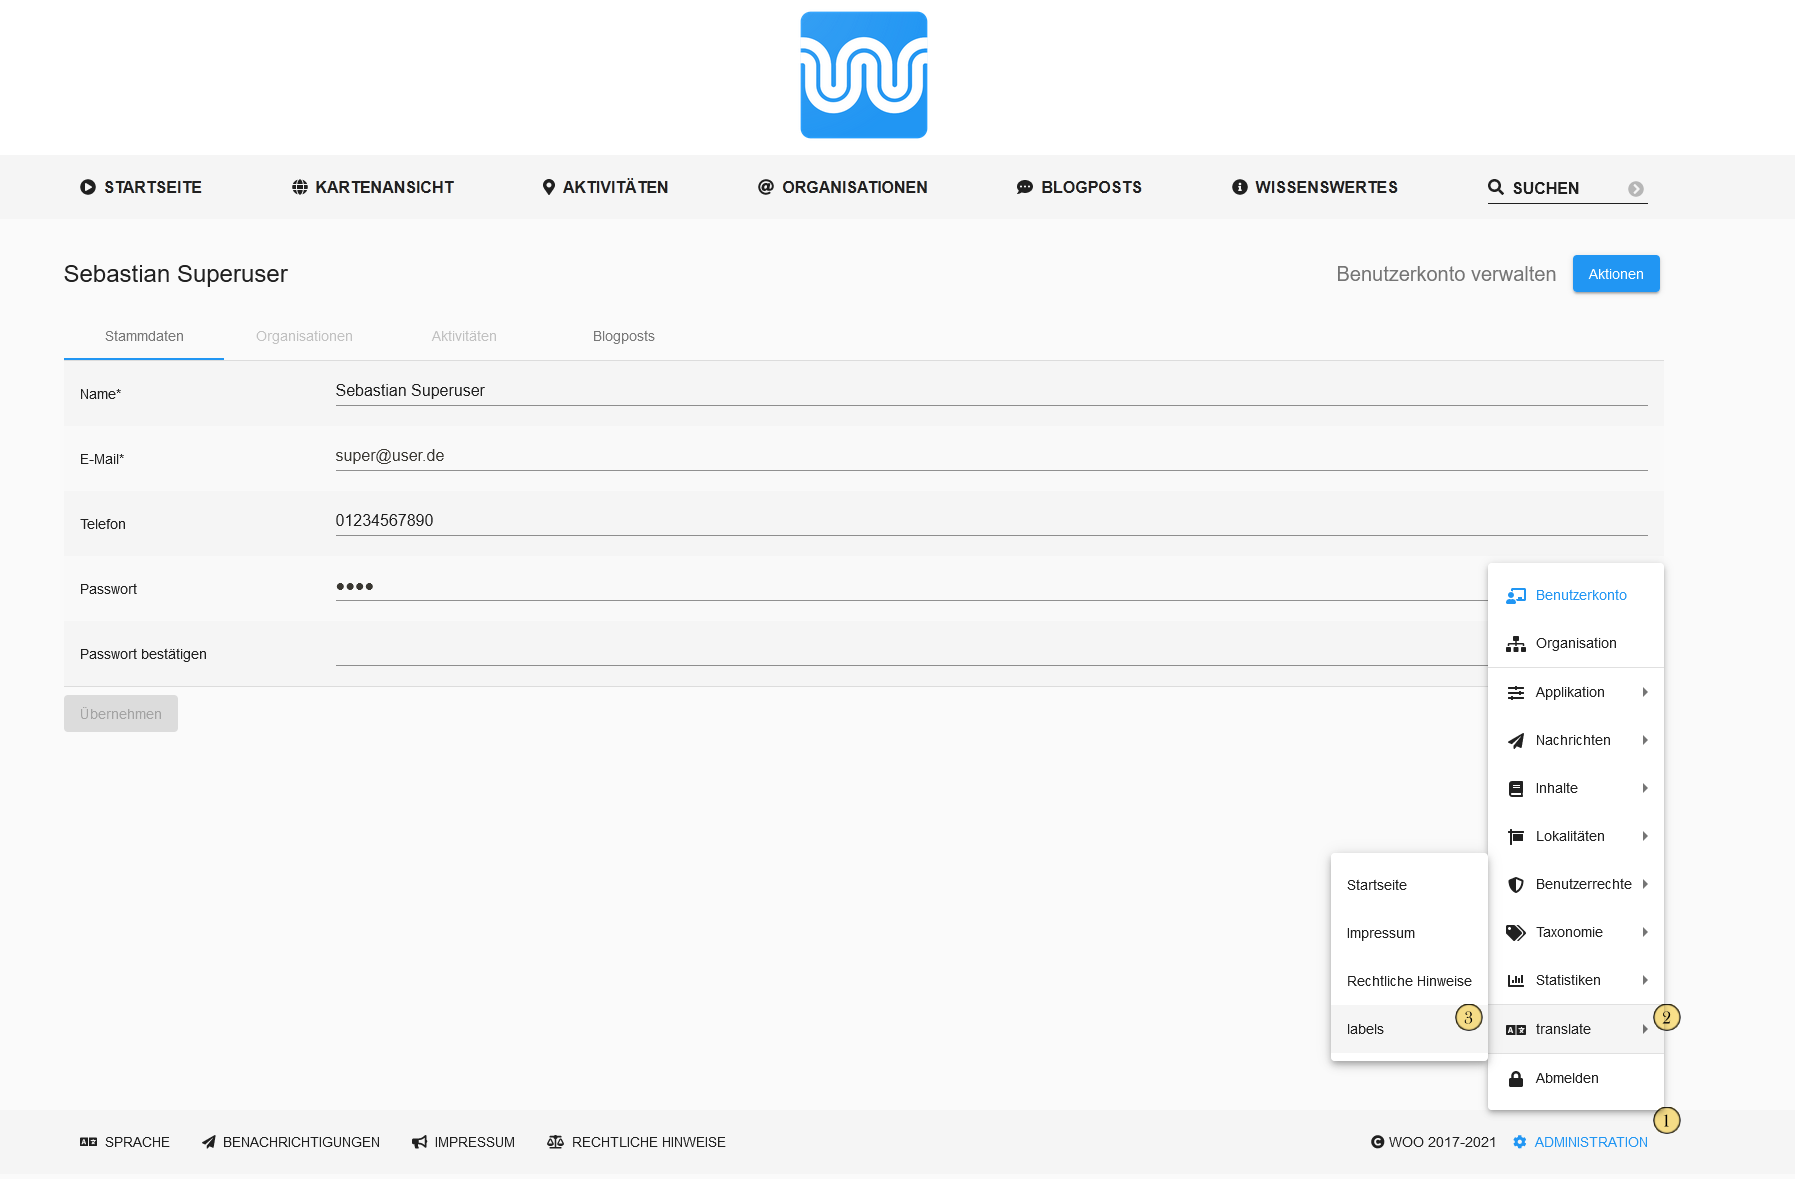 STARTSEITE KARTENANSICHT AKTIVITÄTEN @ ORGANISATIONEN BLOGPOSTS WISSENSWERTES SUCHEN
Sebastian Superuser
Benutzerkonto verwalten Aktionen
Stammdaten Organisationen Aktivitäten Blogposts
Name* Sebastian Superuser
E-Mail* super@user.de
Telefon 01234567890
Passwort ••••
Passwort bestätigen
Übernehmen
Benutzerkonto
Organisation
Applikation
Nachrichten
Inhalte
Lokalitäten
Benutzerrechte
Taxonomie
Statistiken
translate 2
Abmelden
Startseite
Impressum
Rechtliche Hinweise
labels 3
1
SPRACHE BENACHRICHTIGUNGEN IMPRESSUM RECHTLICHE HINWEISE © WOO 2017-2021 ADMINISTRATION